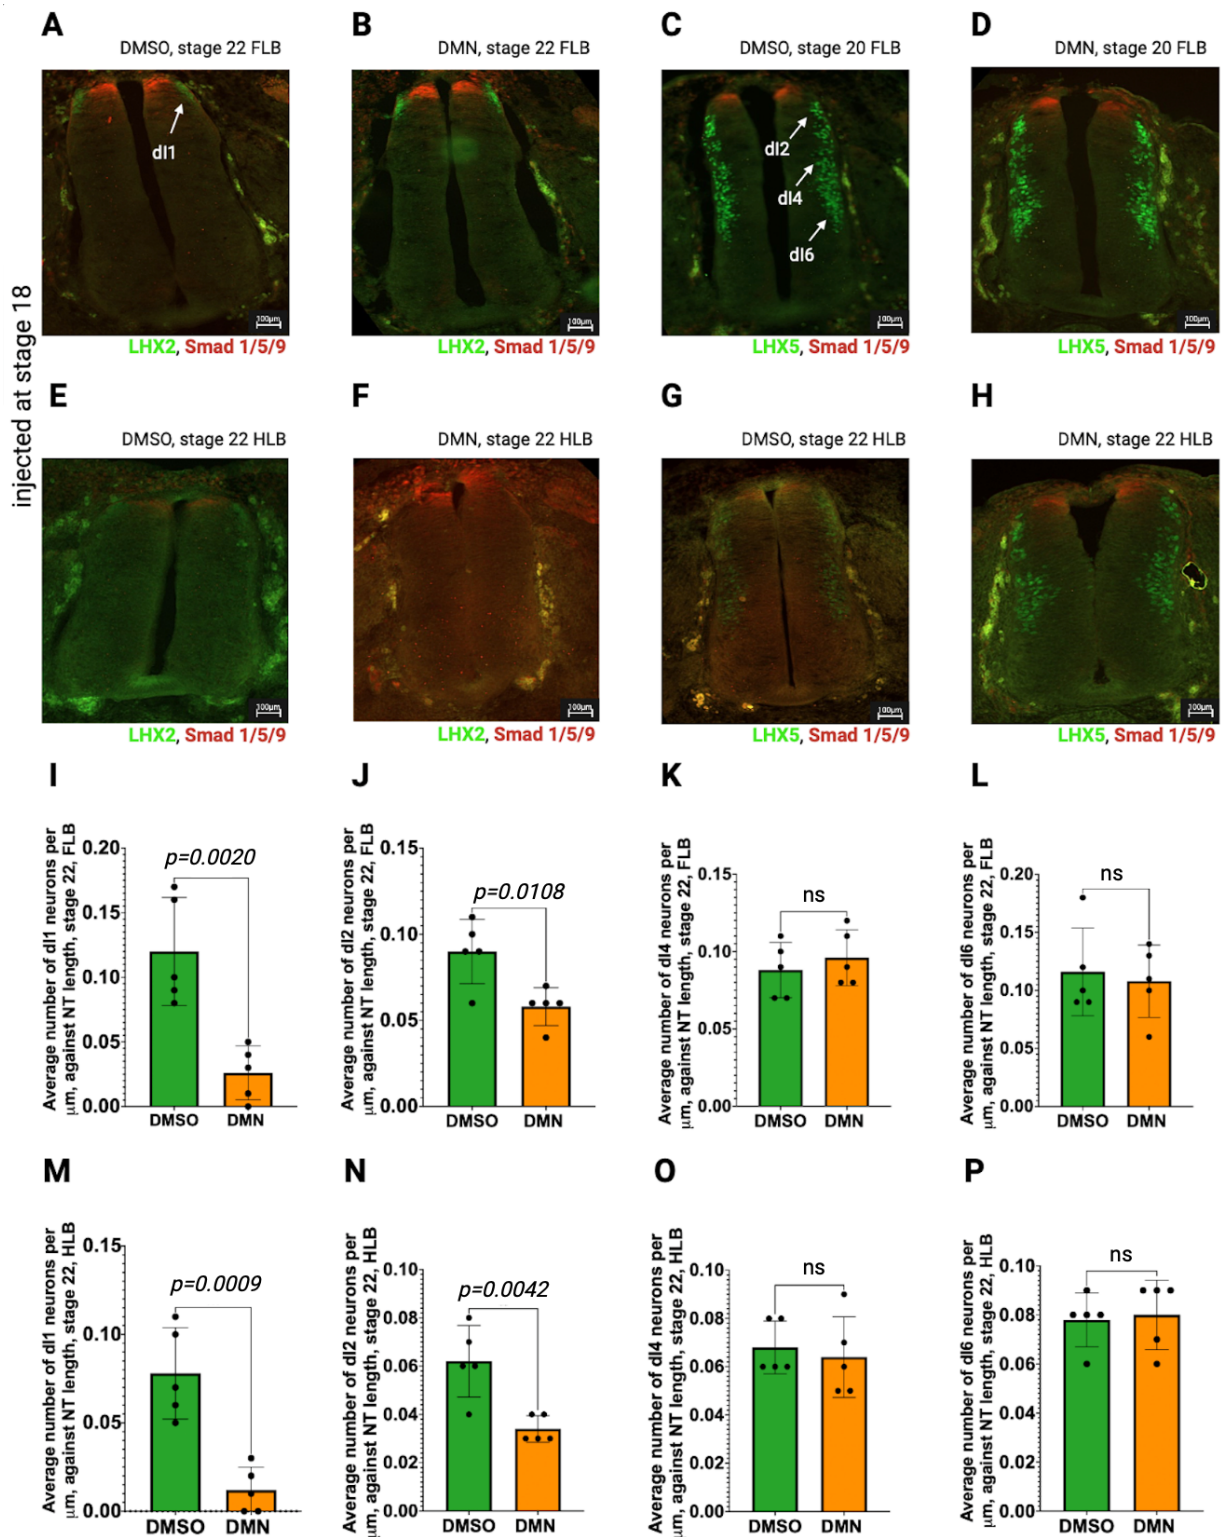 A
B
C
D
DMSO, stage 22 FLB
DMN, stage 22 FLB
DMSO, stage 20 FLB
DMN, stage 20 FLB
dI1
dI2
dI4
dI6
100µm
100µm
100µm
100µm
LHX2, Smad 1/5/9
LHX2, Smad 1/5/9
LHX5, Smad 1/5/9
LHX5, Smad 1/5/9
injected at stage 18
E
F
G
H
DMSO, stage 22 HLB
DMN, stage 22 HLB
DMSO, stage 22 HLB
DMN, stage 22 HLB
100µm
100µm
100µm
100µm
LHX2, Smad 1/5/9
LHX2, Smad 1/5/9
LHX5, Smad 1/5/9
LHX5, Smad 1/5/9
I
Average number of dI1 neurons per
µm, against NT length, stage 22, FLB
0.20
0.15
0.10
0.05
0.00
p=0.0020
DMSO
DMN
J
Average number of dI2 neurons per
µm, against NT length, stage 22, FLB
0.15
0.10
0.05
0.00
p=0.0108
DMSO
DMN
K
Average number of dI4 neurons per
µm, against NT length, stage 22, FLB
0.15
0.10
0.05
0.00
ns
DMSO
DMN
L
Average number of dI6 neurons per
µm, against NT length, stage 22, FLB
0.20
0.15
0.10
0.05
0.00
ns
DMSO
DMN
M
Average number of dI1 neurons per
µm, against NT length, stage 22, HLB
0.15
0.10
0.05
0.00
p=0.0009
DMSO
DMN
N
Average number of dI2 neurons per
µm, against NT length, stage 22, HLB
0.10
0.08
0.06
0.04
0.02
0.00
p=0.0042
DMSO
DMN
O
Average number of dI4 neurons per
µm, against NT length, stage 22, HLB
0.10
0.08
0.06
0.04
0.02
0.00
ns
DMSO
DMN
P
Average number of dI6 neurons per
µm, against NT length, stage 22, HLB
0.10
0.08
0.06
0.04
0.02
0.00
ns
DMSO
DMN